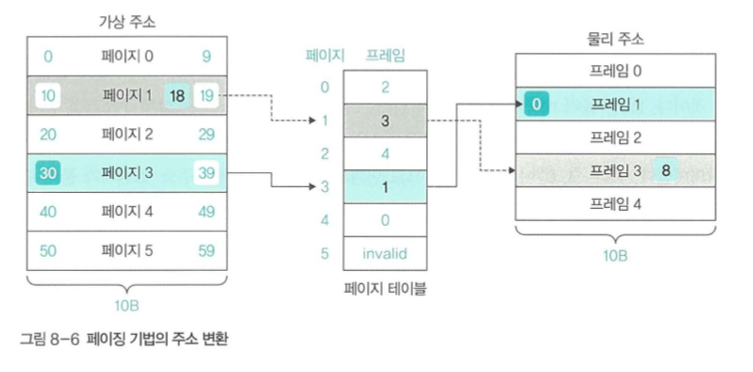 가상 주소
0 페이지 0 9
10 페이지 1 18 19
20 페이지 2 29
30 페이지 3 39
40 페이지 4 49
50 페이지 5 59
10B
페이지 프레임
0 2
1 3
2 4
3 1
4 0
5 invalid
페이지 테이블
물리 주소
프레임 0
0 프레임 1
프레임 2
프레임 3 8
프레임 4
10B
그림 8-6 페이징 기법의 주소 변환